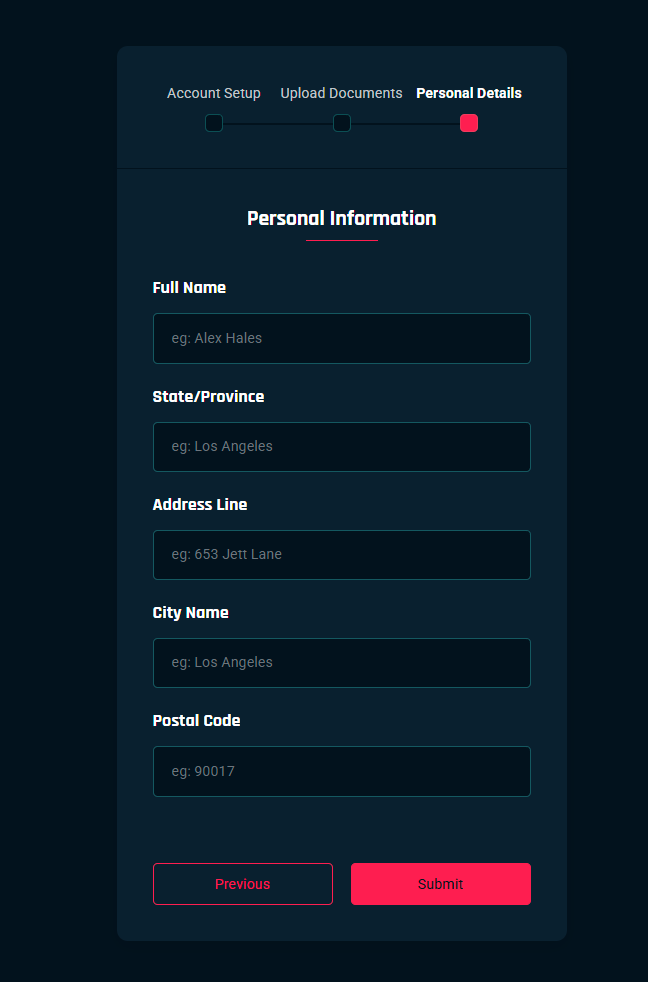 Account Setup Upload Documents Personal Details
Personal Information
Full Name
eg: Alex Hales
State/Province
eg: Los Angeles
Address Line
eg: 653 Jett Lane
City Name
eg: Los Angeles
Postal Code
eg: 90017
Previous Submit